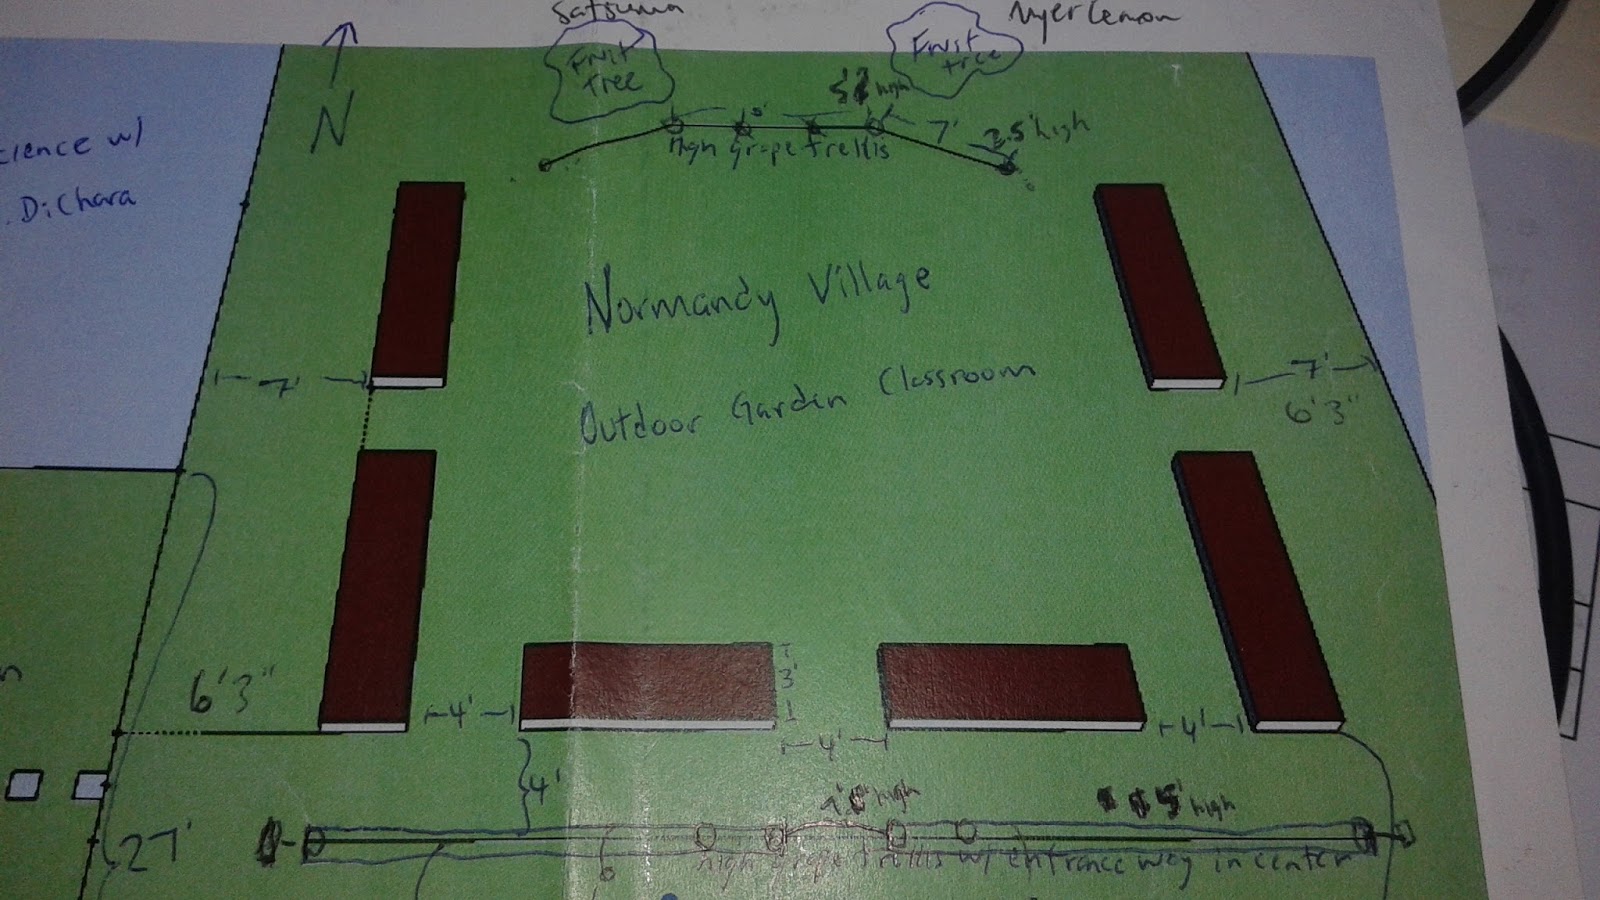 Satsuma
Myer Lemon
Fruit
Tree
Fruit
tree
N
w/
DiChara
high
5'
7'
2.5' high
High grape trellis
Normandy Village
Outdoor Garden Classroom
7'
7'
6'3"
6'3"
4'
3'
4'
4'
4'
high
5' high
27'
high grape trellis w/ entrance way in center